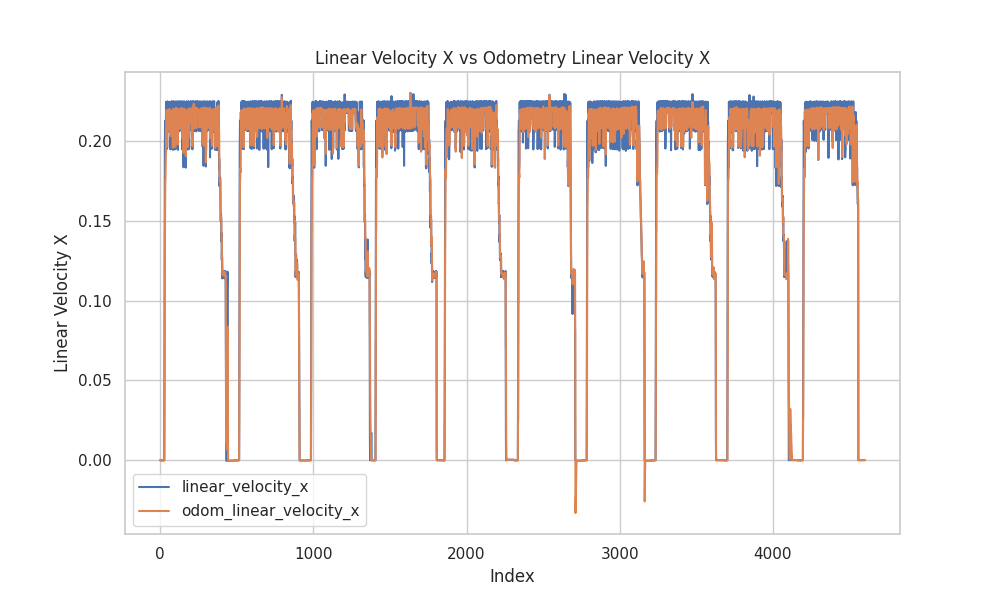 Linear Velocity X vs Odometry Linear Velocity X
0.20
0.15
0.10
0.05
0.00
Linear Velocity X
linear_velocity_x
odom_linear_velocity_x
0 1000 2000 3000 4000
Index